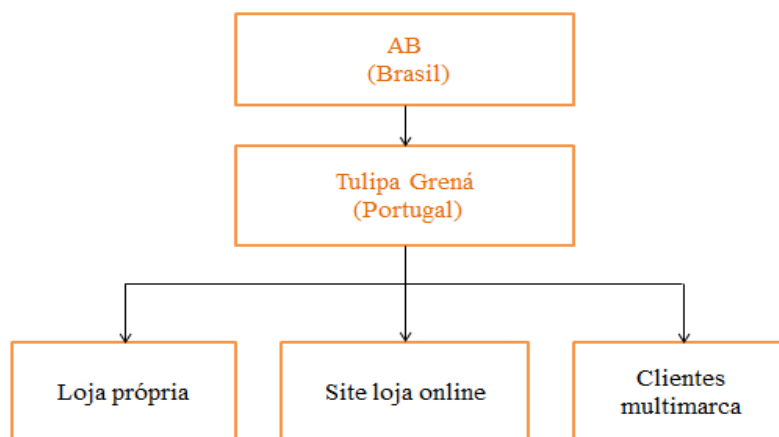 AB
(Brasil)
Tulipa Grená
(Portugal)
Loja própria
Site loja online
Clientes
multimarca